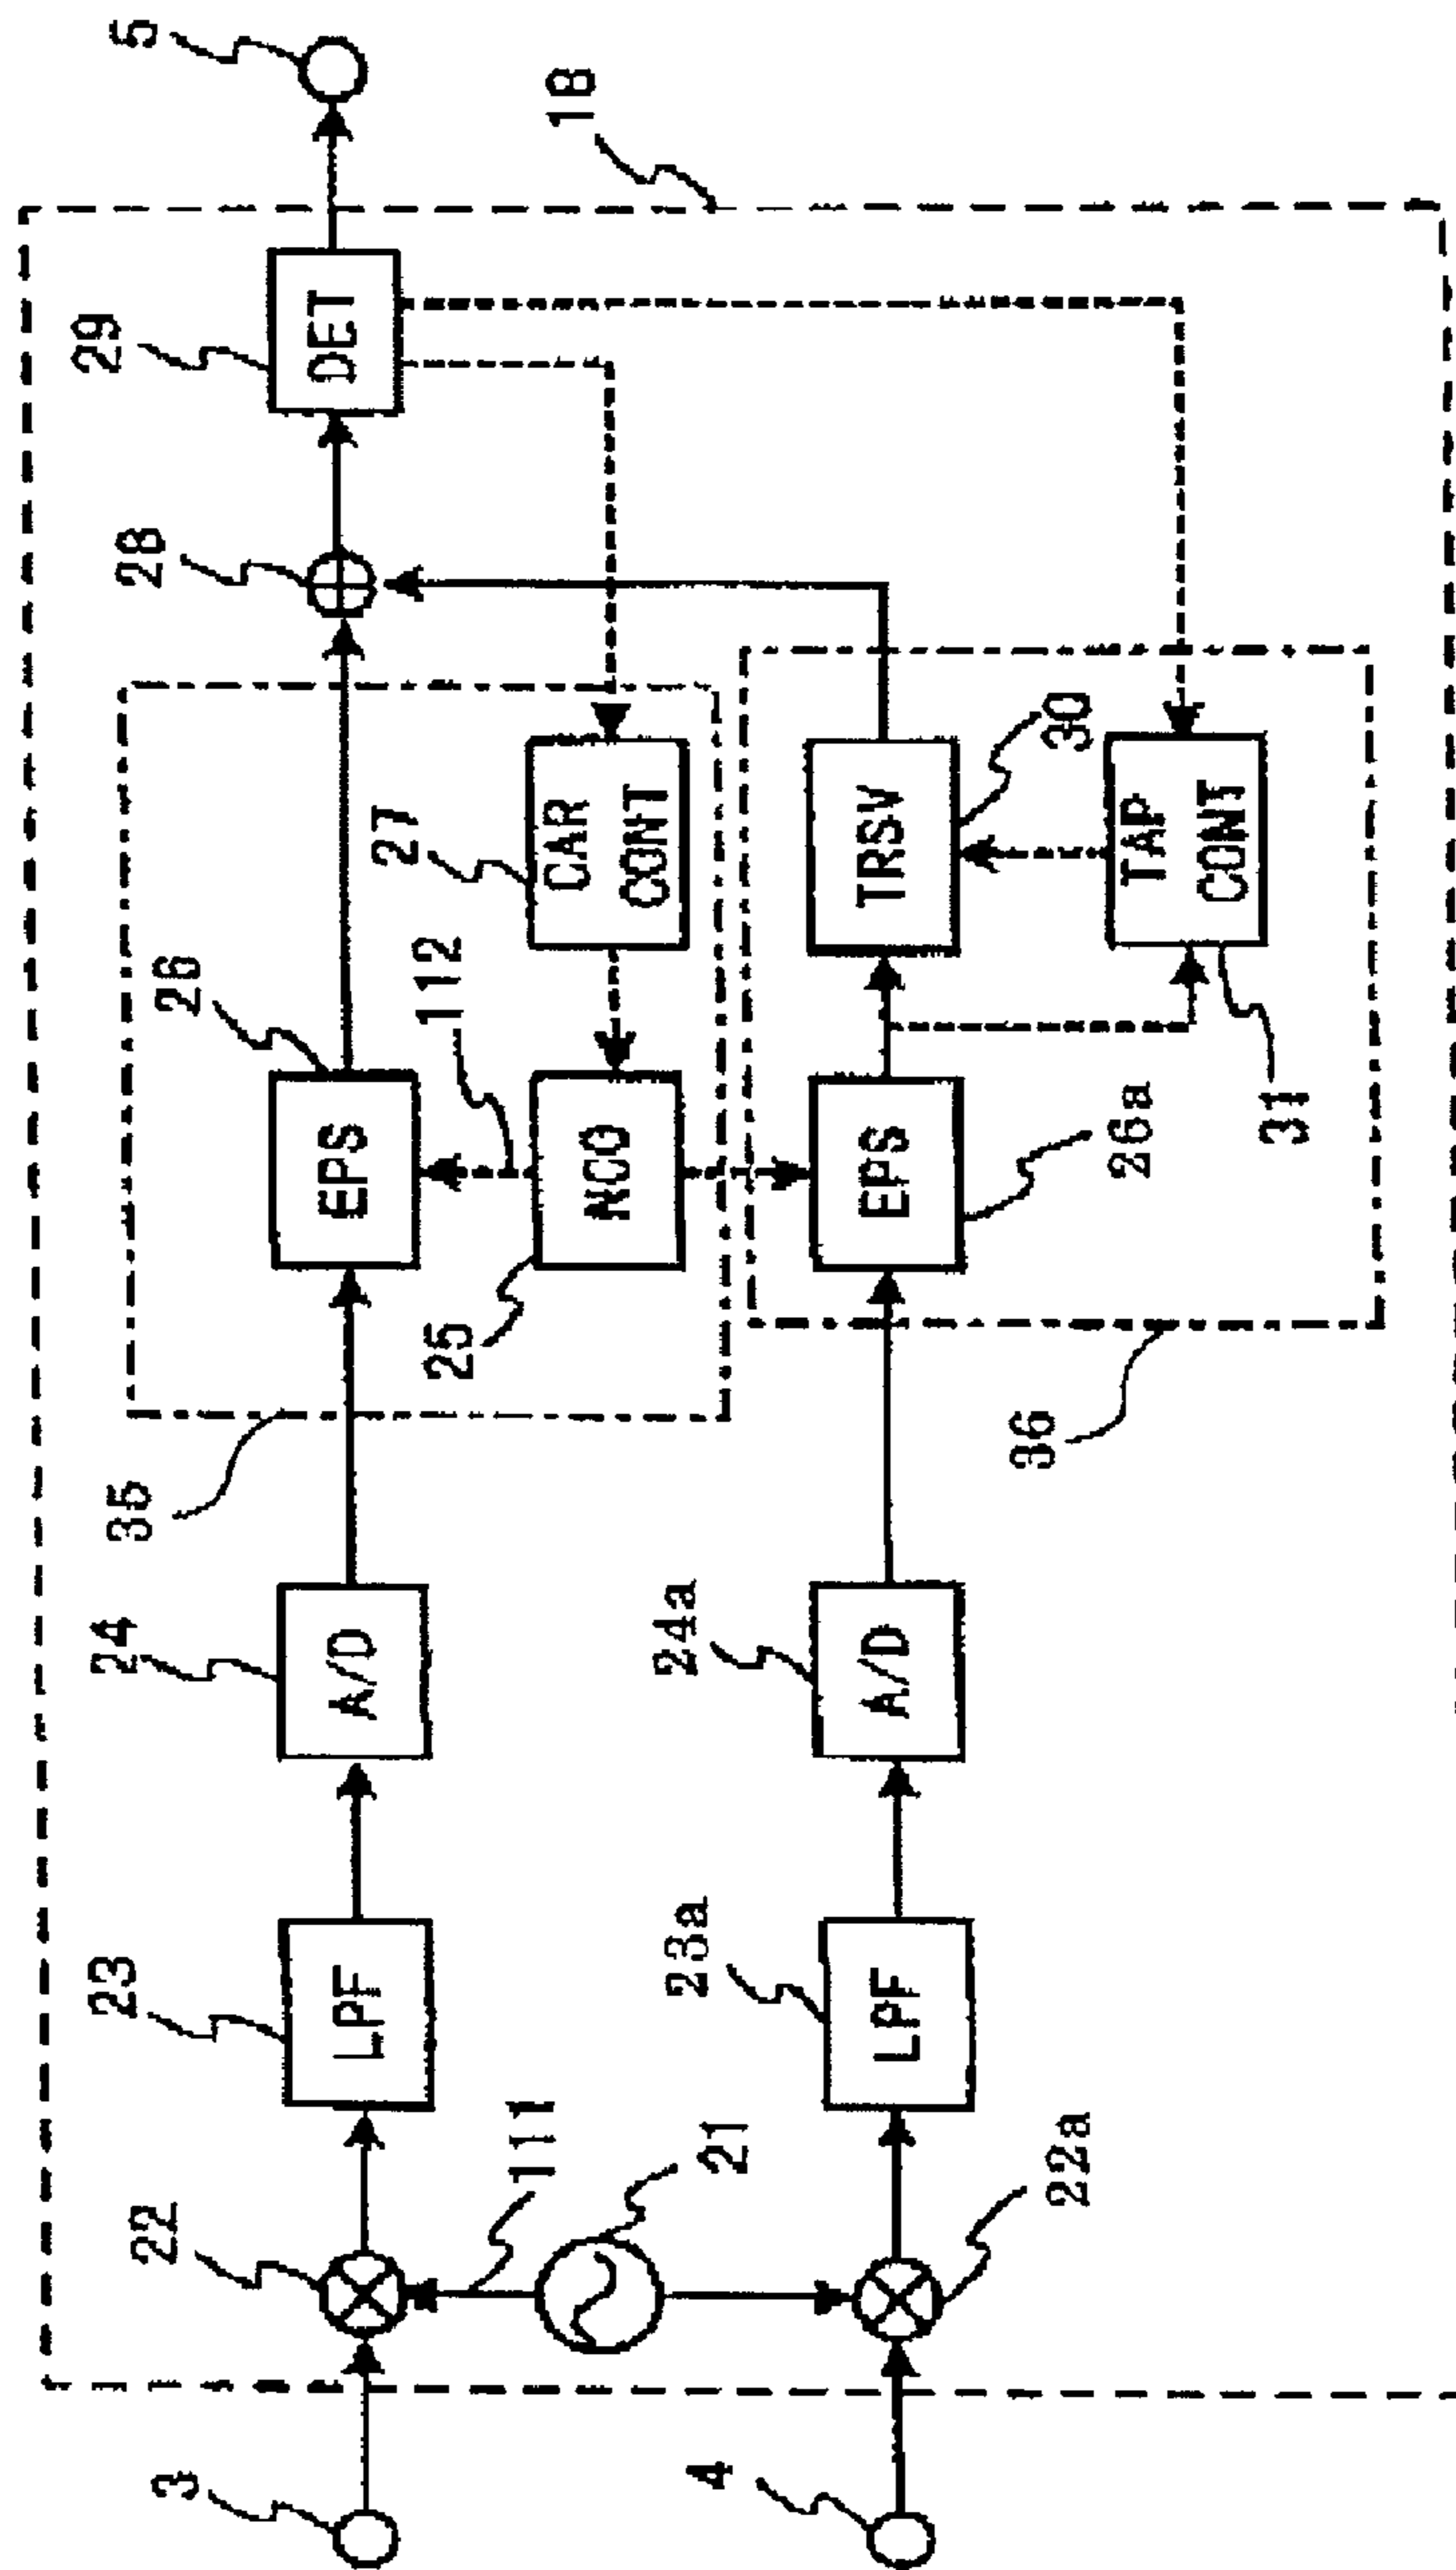 5
18
29
DET
28
26
EPS
112
27
CAR
CONT
NCO
25
35
TRSV
30
TAP
CONT
31
EPS
26a
36
24
A/D
24a
A/D
23
LPF
23a
LPF
22
111
21
22a
3
4